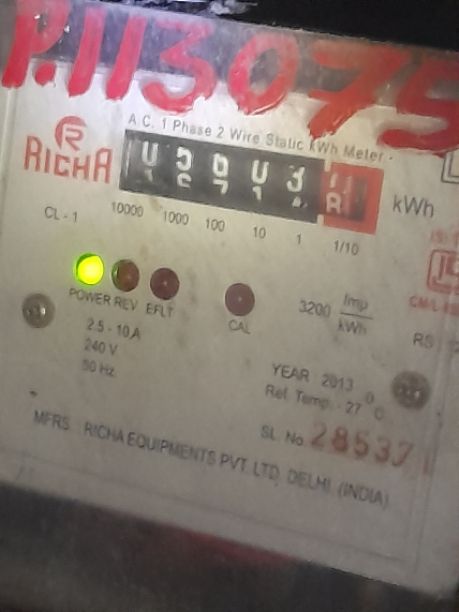 P.113075
A.C. 1 Phase 2 Wire Static kWh Meter.
R
RICHA
kWh
CL - 1
10000 1000 100 10 1 1/10
POWER REV EFLT
CAL
3200 Imp/kWh
2.5 - 10A
240 V
50 Hz
RS
YEAR 2013
Ref. Temp. - 27 °C
SL. No. 28537
MFRS : RICHA EQUIPMENTS PVT. LTD. DELHI. (INDIA)